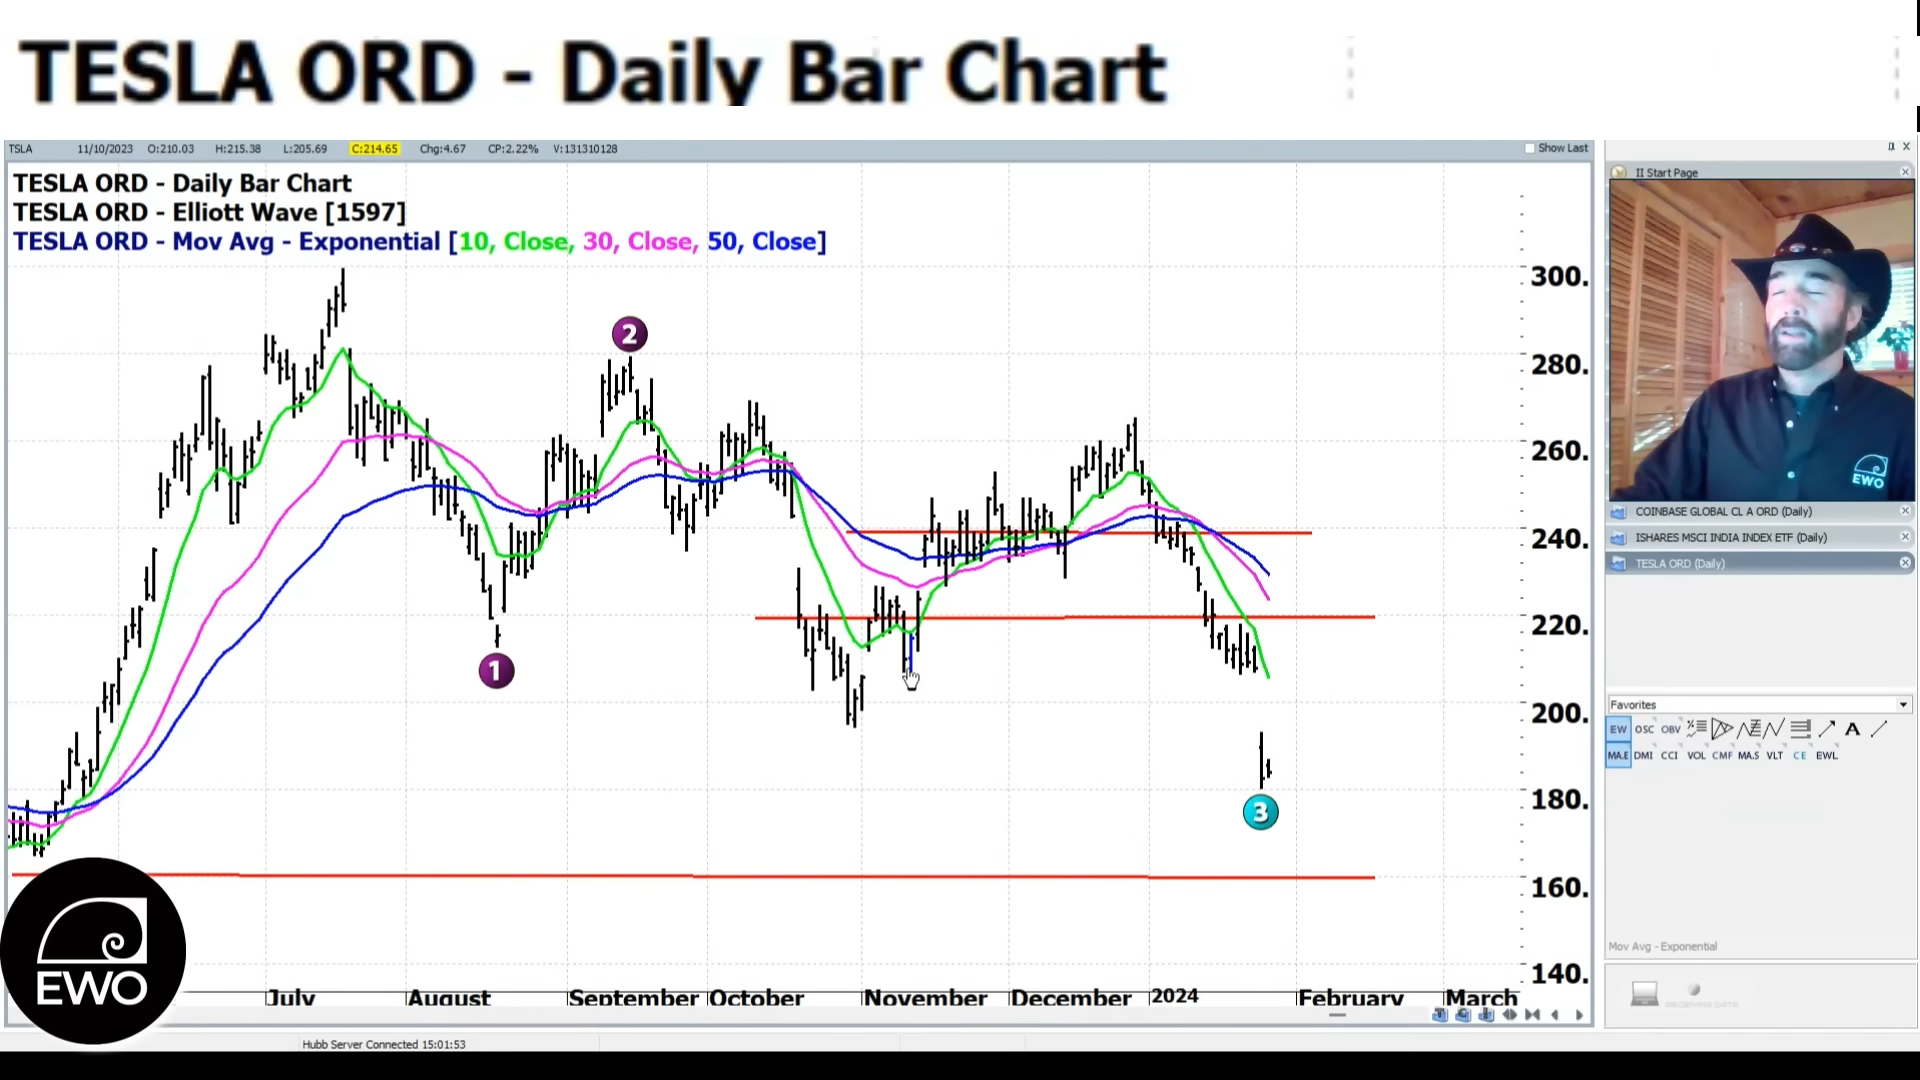 TESLA ORD - Daily Bar Chart
TSLA 11/10/2023 O:210.03 H:215.38 L:205.69 C:214.65 Chg:4.67 CP:2.22% V:131310128
Show Last
TESLA ORD - Daily Bar Chart
TESLA ORD - Elliott Wave [1597]
TESLA ORD - Mov Avg - Exponential [10, Close, 30, Close, 50, Close]
300.
280.
260.
240.
220.
200.
180.
160.
140.
2
1
3
July August September October November December 2024 February March
EWO
Hubb Server Connected 15:01:53
II Start Page
EWO
COINBASE GLOBAL CL A ORD (Daily)
ISHARES MSCI INDIA INDEX ETF (Daily)
TESLA ORD (Daily)
Favorites
EW OSC OBV A
MA.E DMI CCI VOL CMF MA.S VLT CE EWL
Mov Avg - Exponential